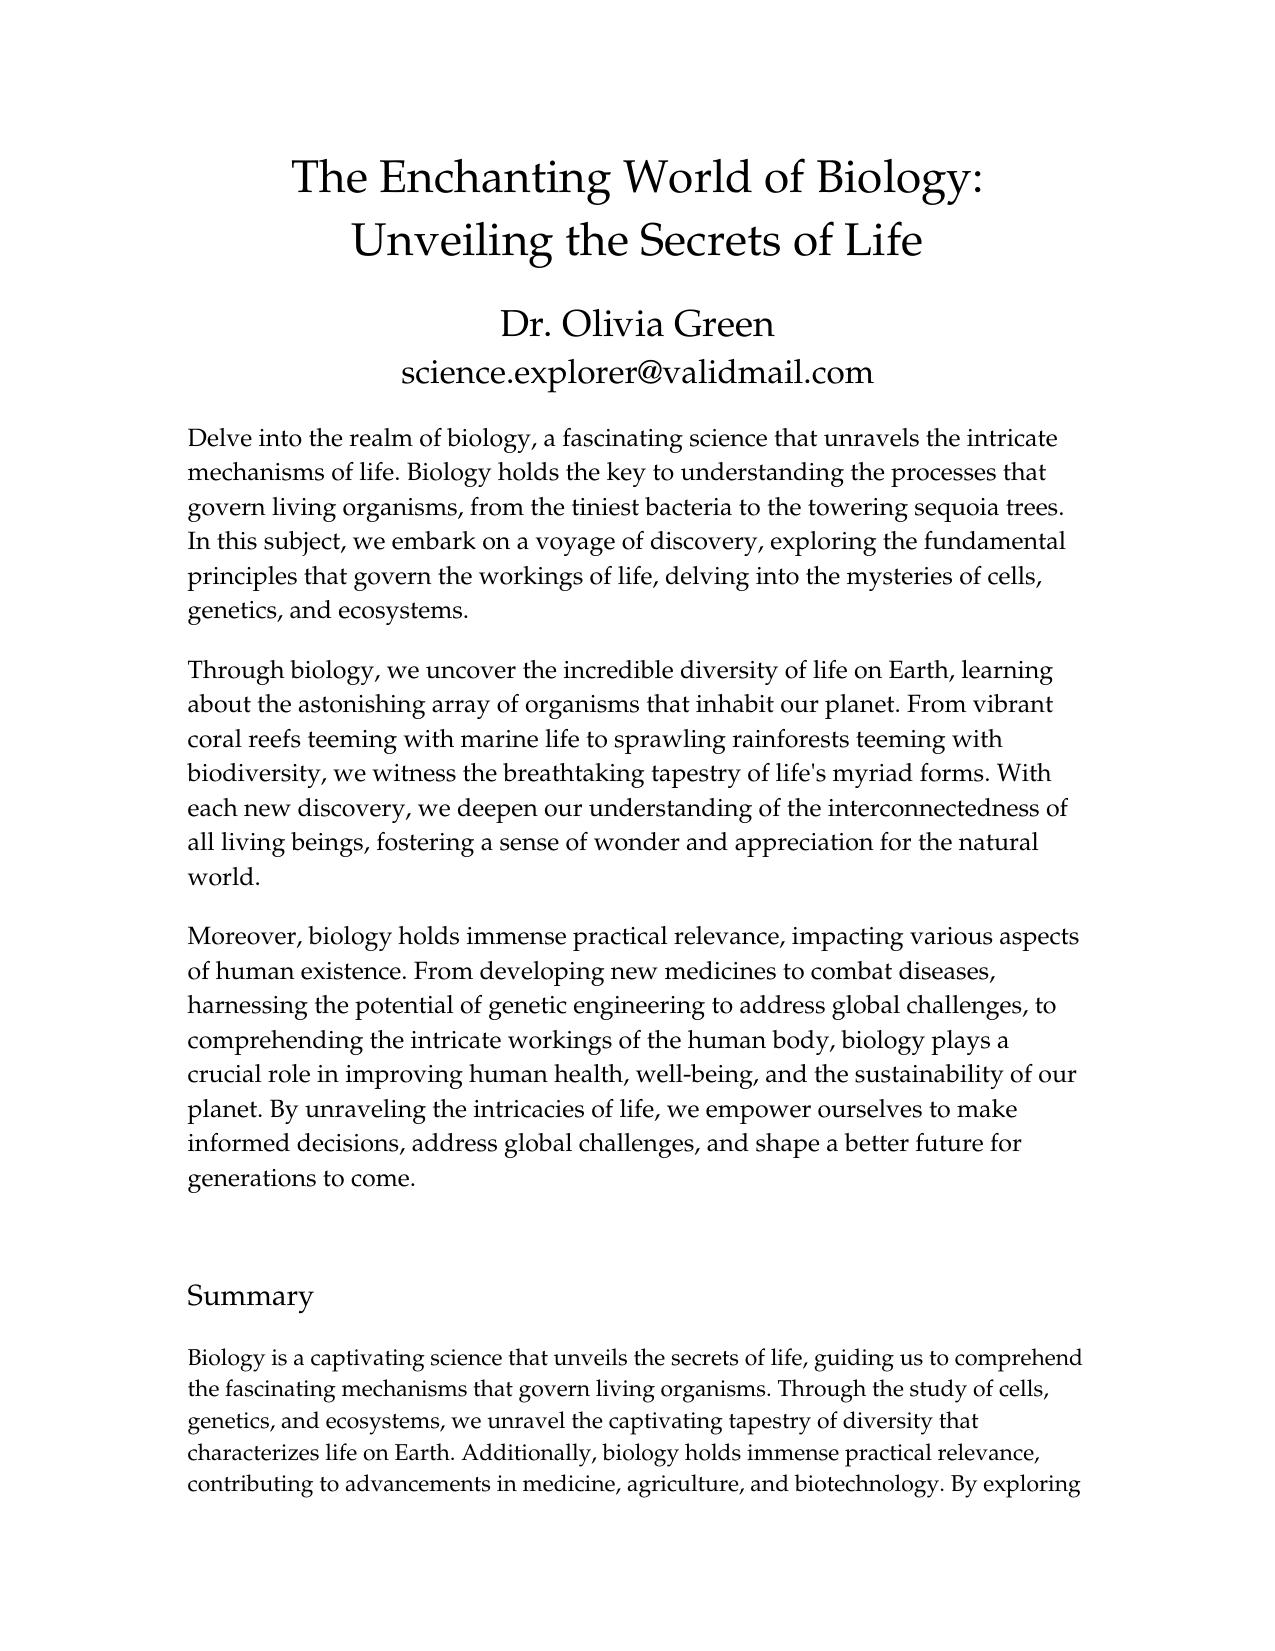 The Enchanting World of Biology:
Unveiling the Secrets of Life
Dr. Olivia Green
science.explorer@validmail.com
Delve into the realm of biology, a fascinating science that unravels the intricate
mechanisms of life. Biology holds the key to understanding the processes that
govern living organisms, from the tiniest bacteria to the towering sequoia trees.
In this subject, we embark on a voyage of discovery, exploring the fundamental
principles that govern the workings of life, delving into the mysteries of cells,
genetics, and ecosystems.
Through biology, we uncover the incredible diversity of life on Earth, learning
about the astonishing array of organisms that inhabit our planet. From vibrant
coral reefs teeming with marine life to sprawling rainforests teeming with
biodiversity, we witness the breathtaking tapestry of life's myriad forms. With
each new discovery, we deepen our understanding of the interconnectedness of
all living beings, fostering a sense of wonder and appreciation for the natural
world.
Moreover, biology holds immense practical relevance, impacting various aspects
of human existence. From developing new medicines to combat diseases,
harnessing the potential of genetic engineering to address global challenges, to
comprehending the intricate workings of the human body, biology plays a
crucial role in improving human health, well-being, and the sustainability of our
planet. By unraveling the intricacies of life, we empower ourselves to make
informed decisions, address global challenges, and shape a better future for
generations to come.
Summary
Biology is a captivating science that unveils the secrets of life, guiding us to comprehend
the fascinating mechanisms that govern living organisms. Through the study of cells,
genetics, and ecosystems, we unravel the captivating tapestry of diversity that
characterizes life on Earth. Additionally, biology holds immense practical relevance,
contributing to advancements in medicine, agriculture, and biotechnology. By exploring